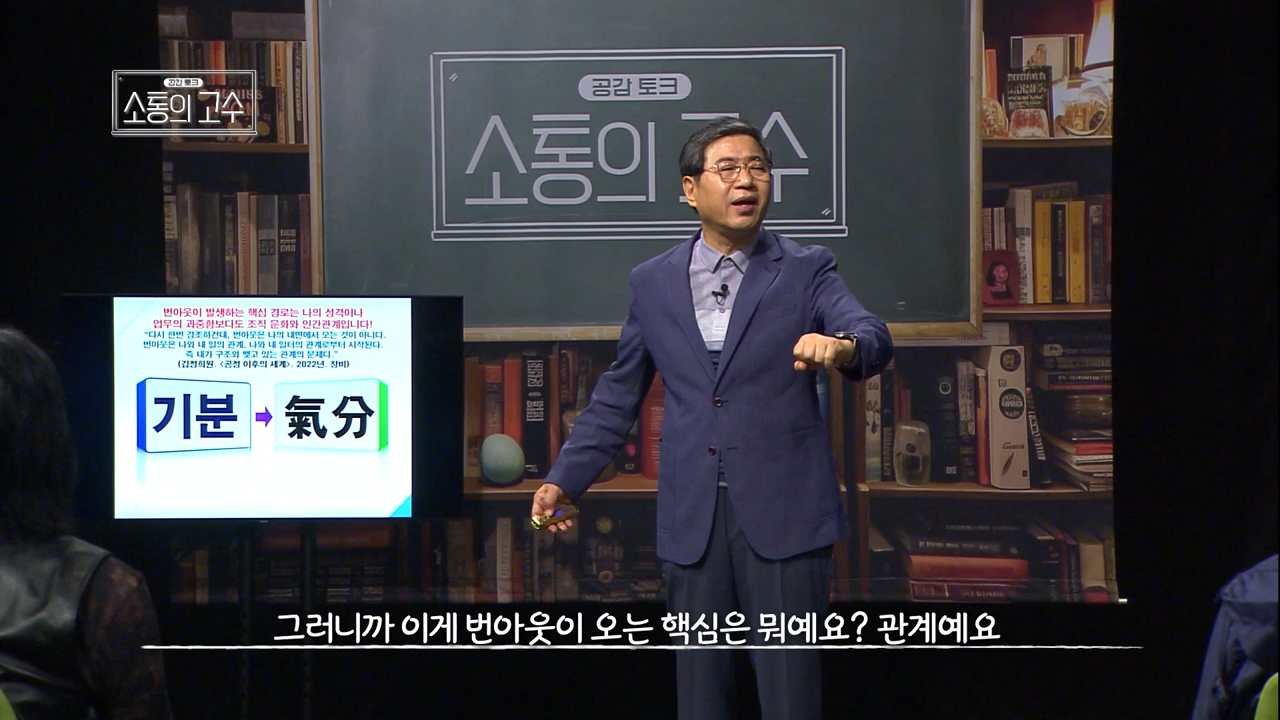 공감 토크
소통의 고수
공감 토크
소통의 고수
번아웃이 발생하는 핵심 경로는 나의 성격이나
업무의 과중함보다도 조직 문화와 인간관계입니다!
“다시 한번 강조하건대, 번아웃은 나의 내면에서 오는 것이 아니다.
번아웃은 나와 내 일의 관계, 나와 내 일터의 관계로부터 시작된다.
즉 내가 구조와 맺고 있는 관계의 문제다.”
(김정희원. <공정 이후의 세계>. 2022년. 창비)
기분 氣分
그러니까 이게 번아웃이 오는 핵심은 뭐예요? 관계예요